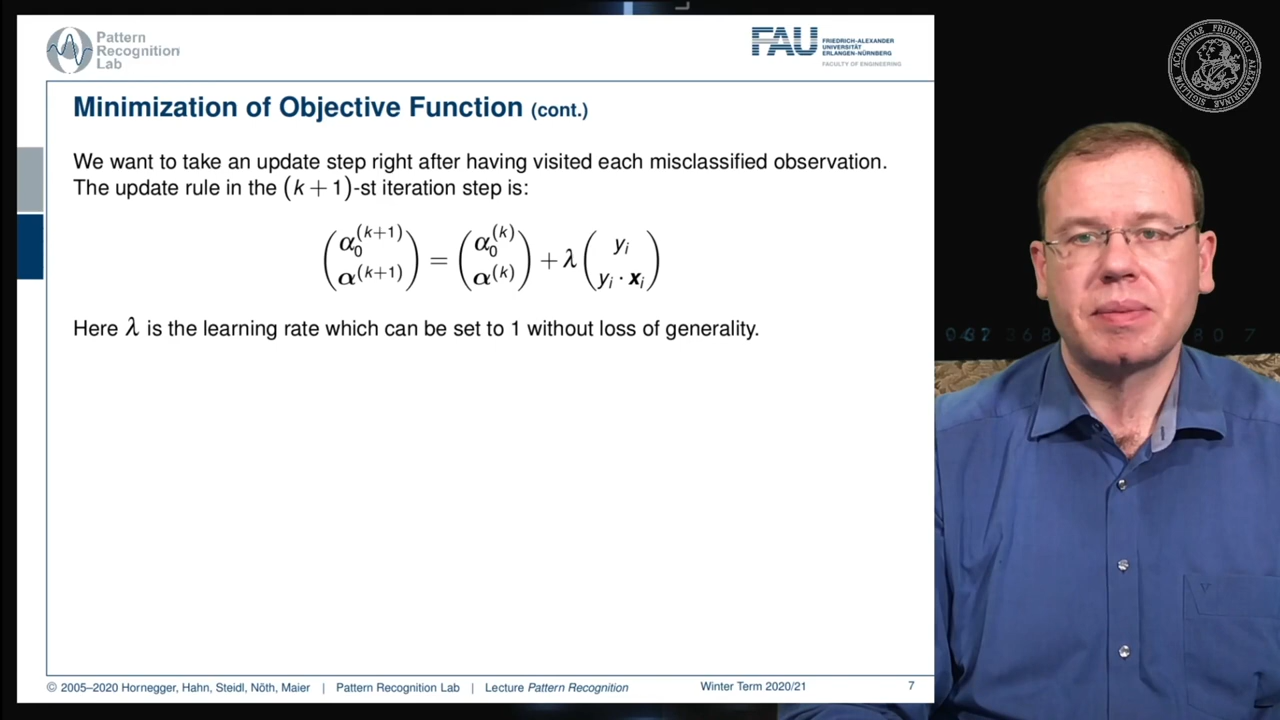 Pattern
Recognition
Lab
FAU
FRIEDRICH-ALEXANDER
UNIVERSITÄT
ERLANGEN-NÜRNBERG
FACULTY OF ENGINEERING
Minimization of Objective Function (cont.)
We want to take an update step right after having visited each misclassified observation.
The update rule in the (k + 1)-st iteration step is:
(α₀^(k+1) α^(k+1)) = (α₀^(k) α^(k)) + λ (y_i y_i · x_i)
Here λ is the learning rate which can be set to 1 without loss of generality.
© 2005–2020 Hornegger, Hahn, Steidl, Nöth, Maier | Pattern Recognition Lab | Lecture Pattern Recognition Winter Term 2020/21 7